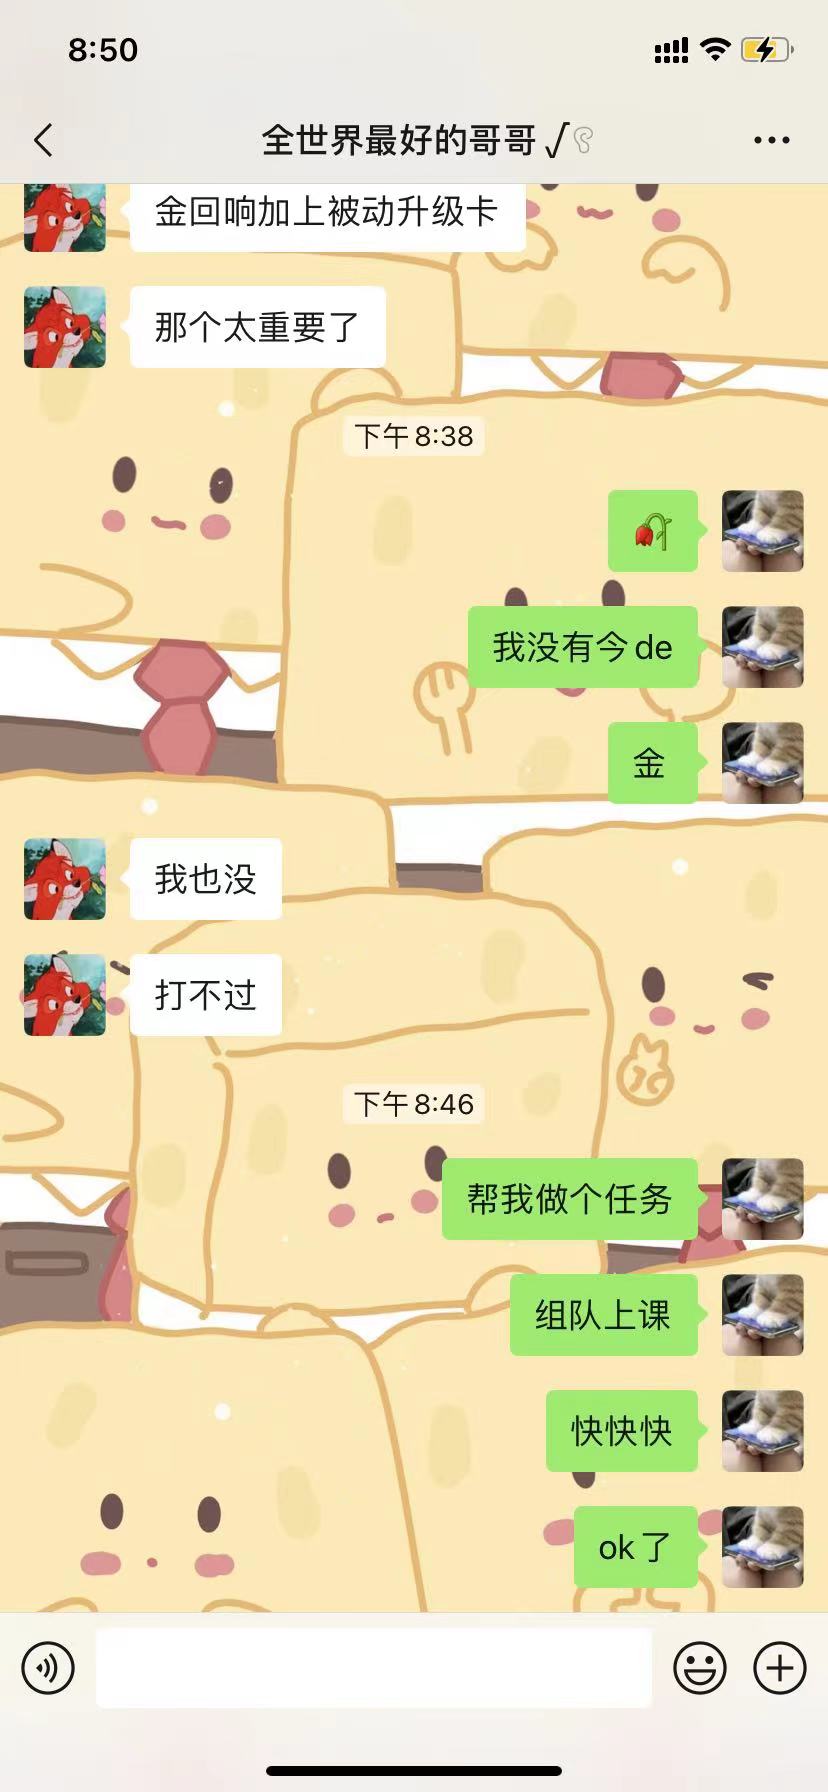 8:50
全世界最好的哥哥√
金回响加上被动升级卡
那个太重要了
下午 8:38
🥀
我没有今de
金
我也没
打不过
下午 8:46
帮我做个任务
组队上课
快快快
ok了